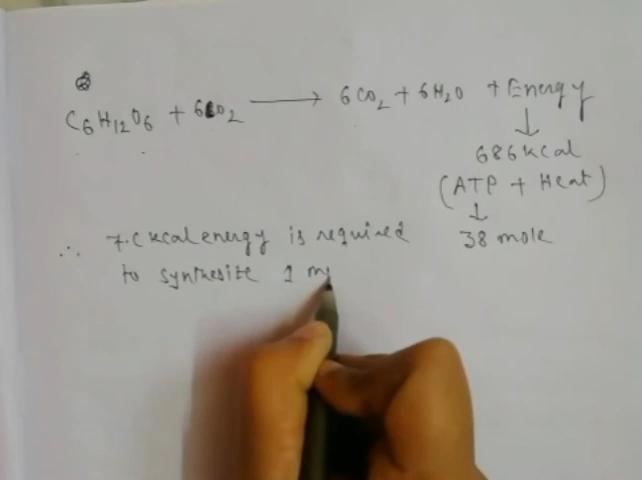 C6H12O6 + 6O2 → 6CO2 + 6H2O + Energy
↓
686 kcal
(ATP + Heat)
↓
38 mole
∴ 7.6 kcal energy is required
to synthesize 1 m